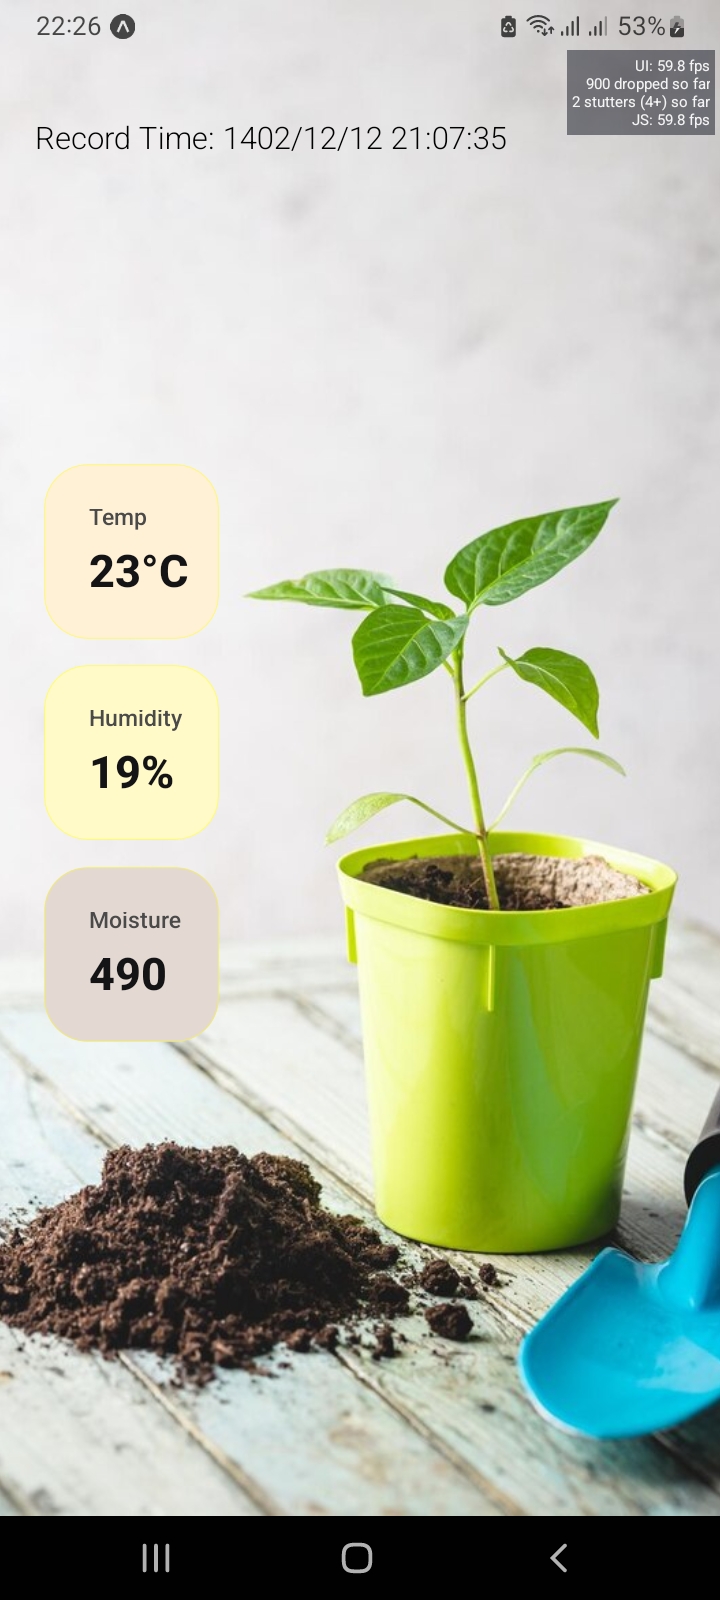 22:26
53%
UI: 59.8 fps
900 dropped so far
2 stutters (4+) so far
JS: 59.8 fps
Record Time: 1402/12/12 21:07:35
Temp
23°C
Humidity
19%
Moisture
490